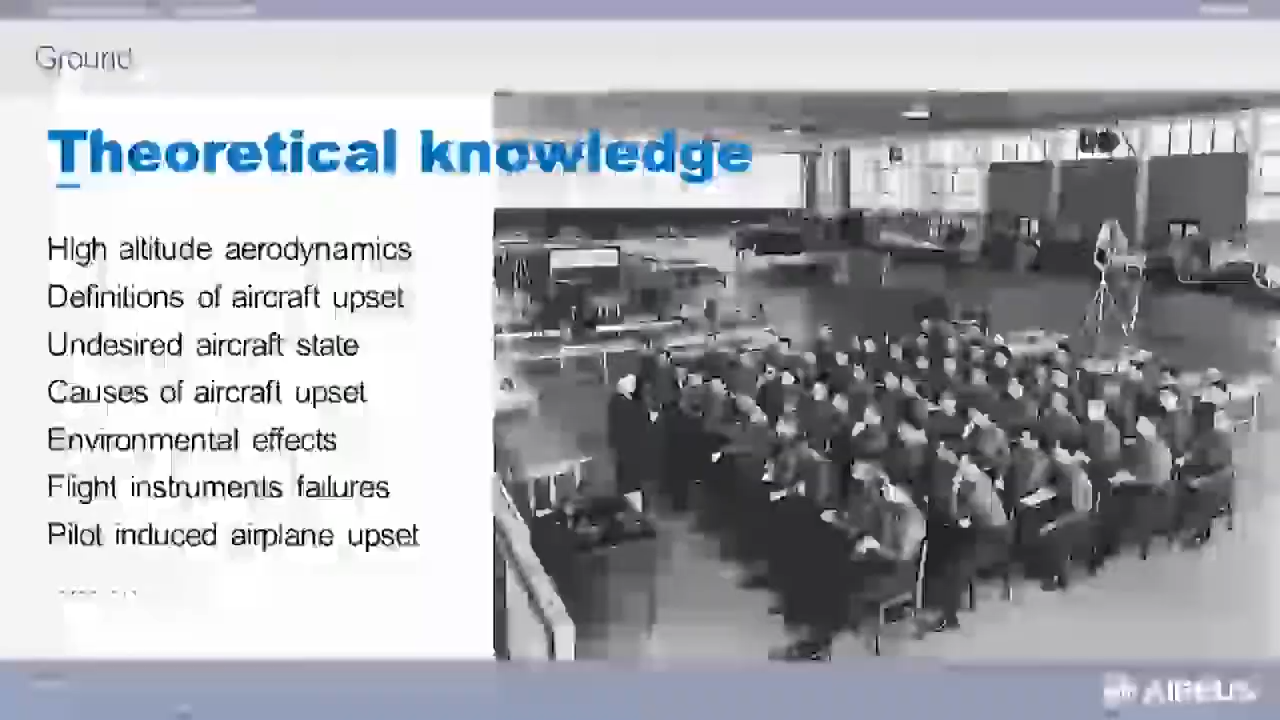 Ground
Theoretical knowledge
High altitude aerodynamics
Definitions of aircraft upset
Undesired aircraft state
Causes of aircraft upset
Environmental effects
Flight instruments failures
Pilot induced airplane upset
AIRBUS